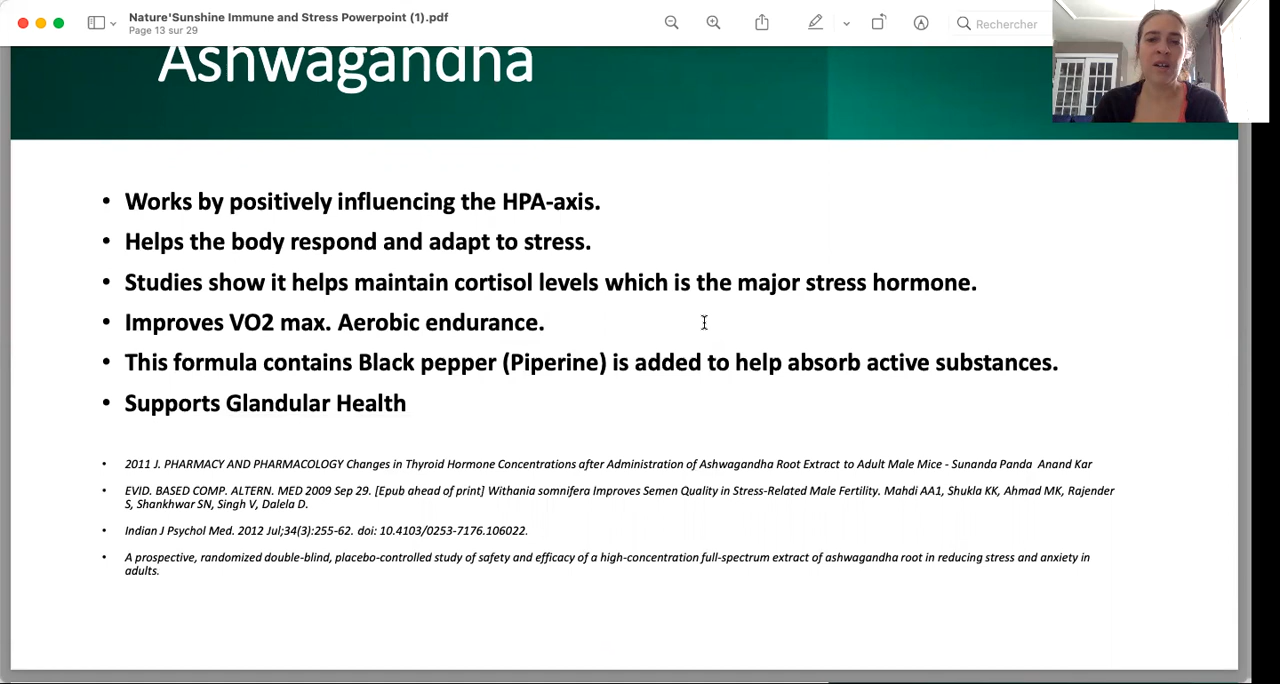 Nature'Sunshine Immune and Stress Powerpoint (1).pdf
Page 13 sur 29
Rechercher
Ashwagandha
• Works by positively influencing the HPA-axis.
• Helps the body respond and adapt to stress.
• Studies show it helps maintain cortisol levels which is the major stress hormone.
• Improves VO2 max. Aerobic endurance.
• This formula contains Black pepper (Piperine) is added to help absorb active substances.
• Supports Glandular Health
• 2011 J. PHARMACY AND PHARMACOLOGY Changes in Thyroid Hormone Concentrations after Administration of Ashwagandha Root Extract to Adult Male Mice - Sunanda Panda Anand Kar
• EVID. BASED COMP. ALTERN. MED 2009 Sep 29. [Epub ahead of print] Withania somnifera Improves Semen Quality in Stress-Related Male Fertility. Mahdi AA1, Shukla KK, Ahmad MK, Rajender
S, Shankhwar SN, Singh V, Dalela D.
• Indian J Psychol Med. 2012 Jul;34(3):255-62. doi: 10.4103/0253-7176.106022.
• A prospective, randomized double-blind, placebo-controlled study of safety and efficacy of a high-concentration full-spectrum extract of ashwagandha root in reducing stress and anxiety in
adults.